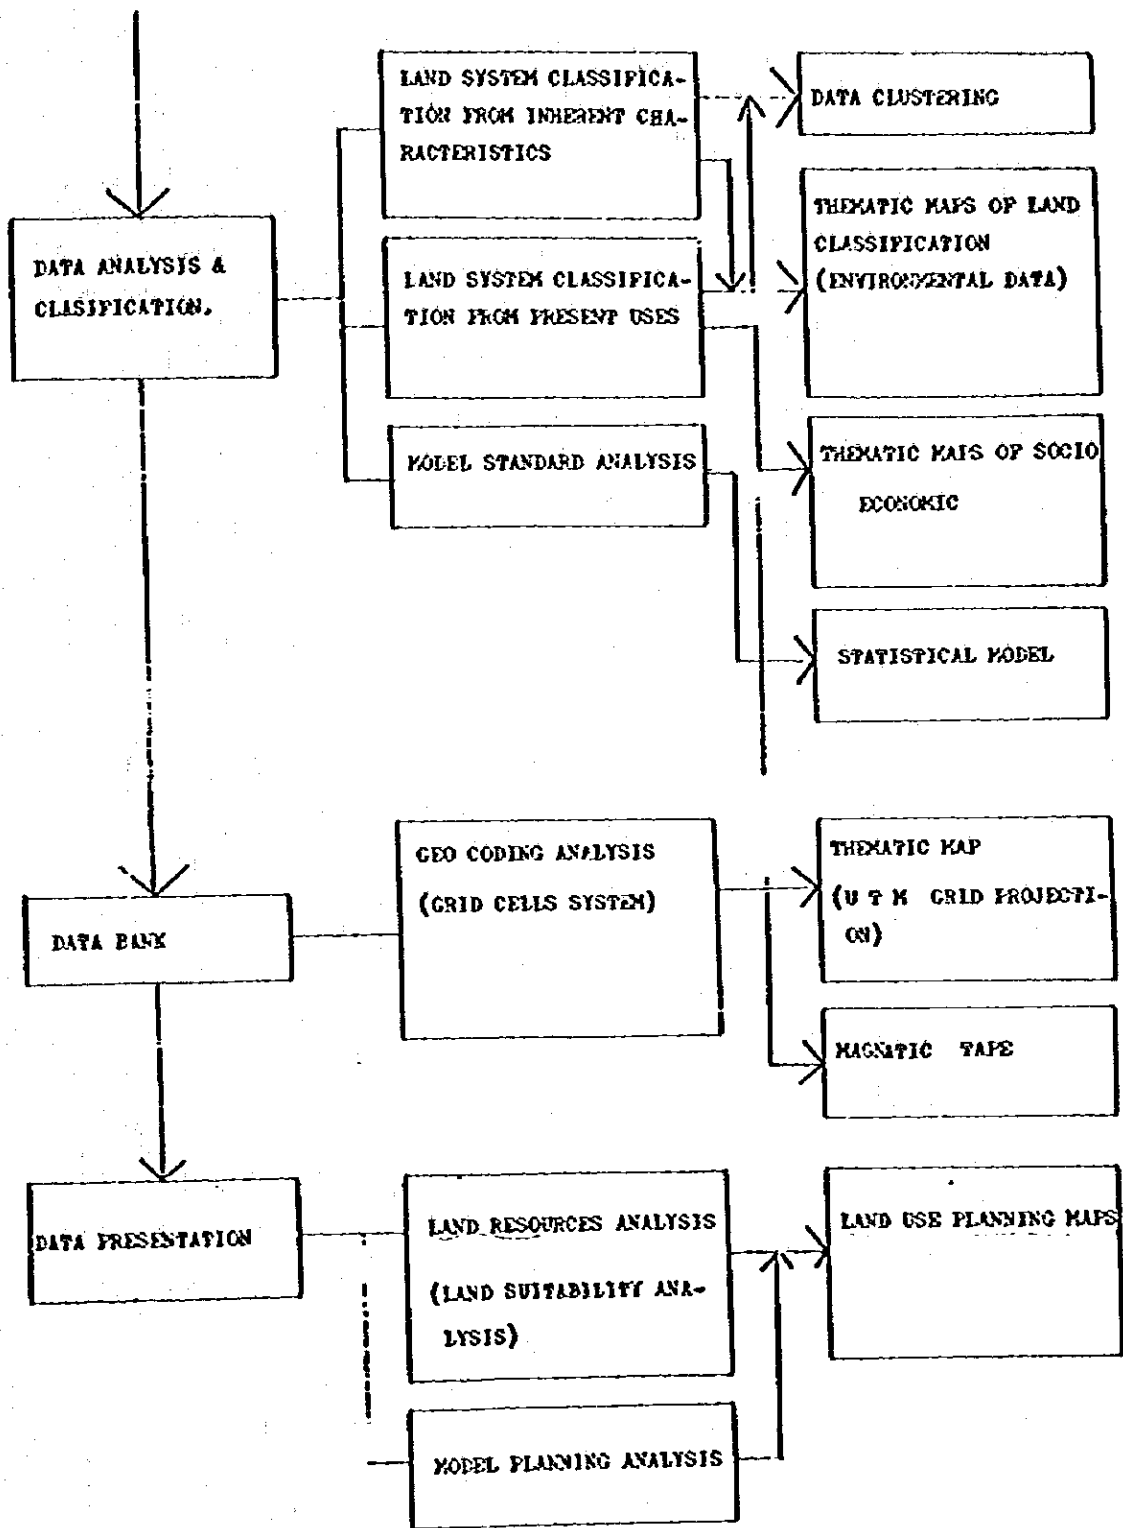 LAND SYSTEM CLASSIFICA-
TION FROM INHERENT CHA-
RACTERISTICS
DATA CLUSTERING
DATA ANALYSIS &
CLASIFICATION.
LAND SYSTEM CLASSIFICA-
TION FROM PRESENT USES
THEMATIC MAPS OF LAND
CLASSIFICATION
(ENVIRONMENTAL DATA)
MODEL STANDARD ANALYSIS
THEMATIC MAPS OF SOCIO
ECONOMIC
STATISTICAL MODEL
DATA BANK
GEO CODING ANALYSIS
(GRID CELLS SYSTEM)
THEMATIC MAP
(U T M GRID PROJECTI-
ON)
MAGNATIC TAPE
DATA PRESENTATION
LAND RESOURCES ANALYSIS
(LAND SUITABILITY ANA-
LYSIS)
LAND USE PLANNING MAPS
MODEL PLANNING ANALYSIS